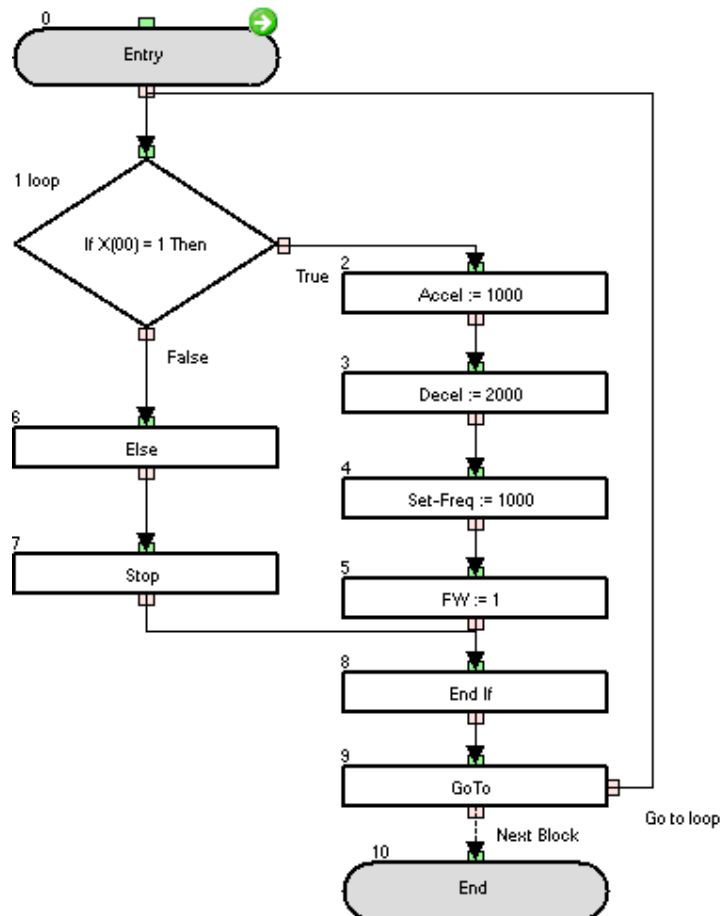 0
Entry
1 loop
If X(00) = 1 Then
True
False
2
Accel := 1000
3
Decel := 2000
4
Set-Freq := 1000
5
FW := 1
6
Else
7
Stop
8
End If
9
GoTo
Go to loop
Next Block
10
End